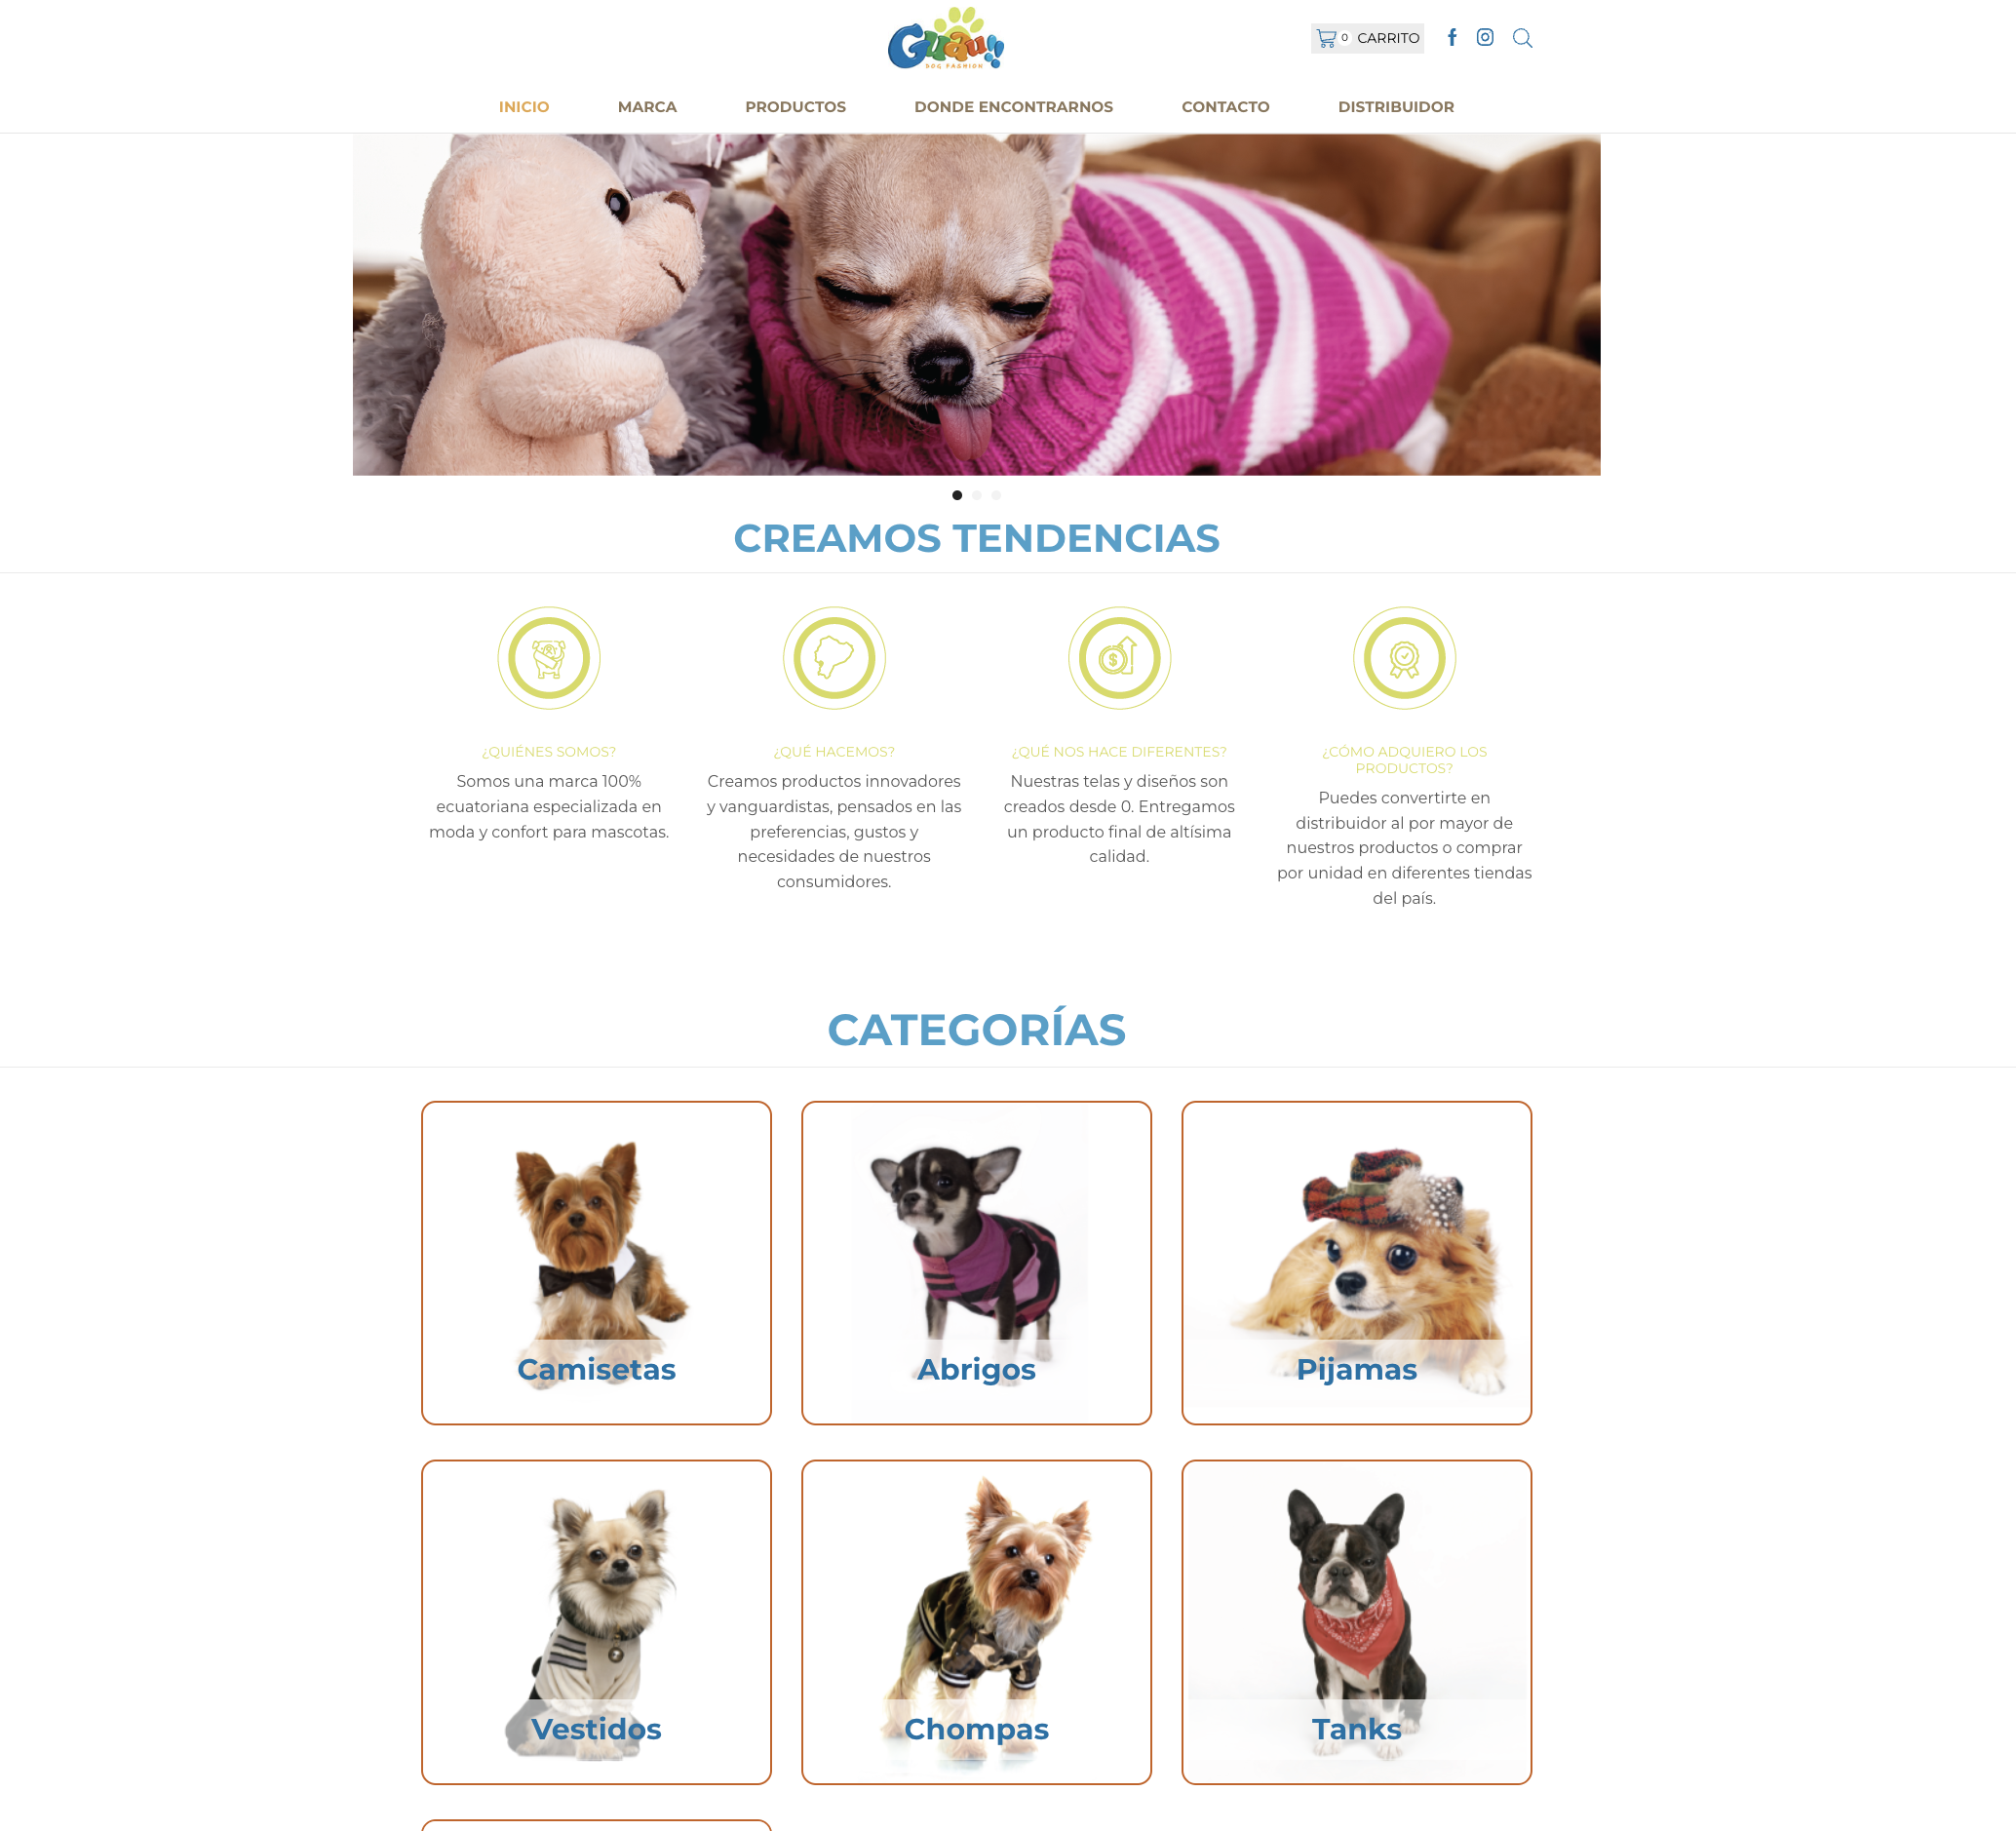 Guau!!
DOG FASHION
0 CARRITO
INICIO MARCA PRODUCTOS DONDE ENCONTRARNOS CONTACTO DISTRIBUIDOR
CREAMOS TENDENCIAS
¿QUIÉNES SOMOS?
Somos una marca 100%
ecuatoriana especializada en
moda y confort para mascotas.
¿QUÉ HACEMOS?
Creamos productos innovadores
y vanguardistas, pensados en las
preferencias, gustos y
necesidades de nuestros
consumidores.
¿QUÉ NOS HACE DIFERENTES?
Nuestras telas y diseños son
creados desde 0. Entregamos
un producto final de altísima
calidad.
¿CÓMO ADQUIERO LOS
PRODUCTOS?
Puedes convertirte en
distribuidor al por mayor de
nuestros productos o comprar
por unidad en diferentes tiendas
del país.
CATEGORÍAS
Camisetas
Abrigos
Pijamas
Vestidos
Chompas
Tanks